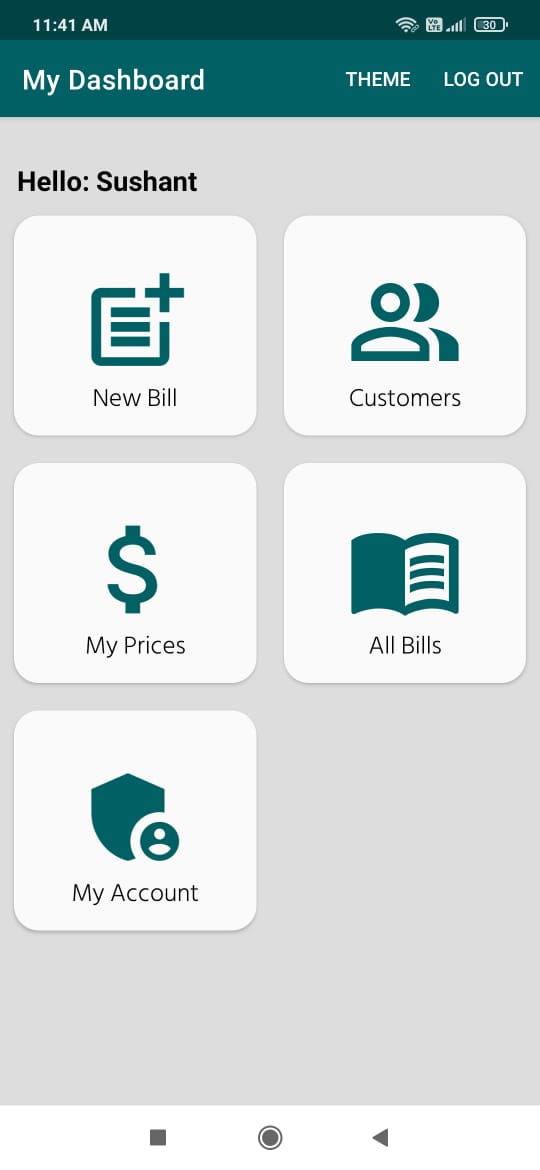 11:41 AM
Vo LTE
30
My Dashboard
THEME
LOG OUT
Hello: Sushant
New Bill
Customers
My Prices
All Bills
My Account